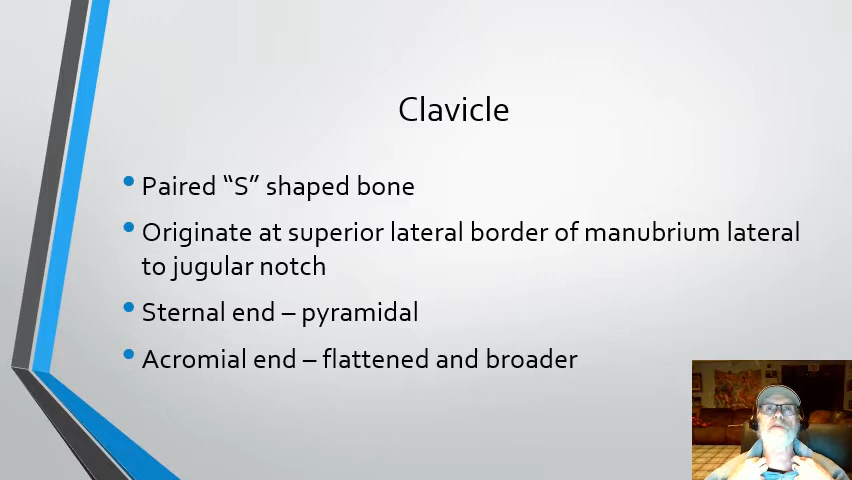 Clavicle
Paired “S” shaped bone
Originate at superior lateral border of manubrium lateral
to jugular notch
Sternal end – pyramidal
Acromial end – flattened and broader